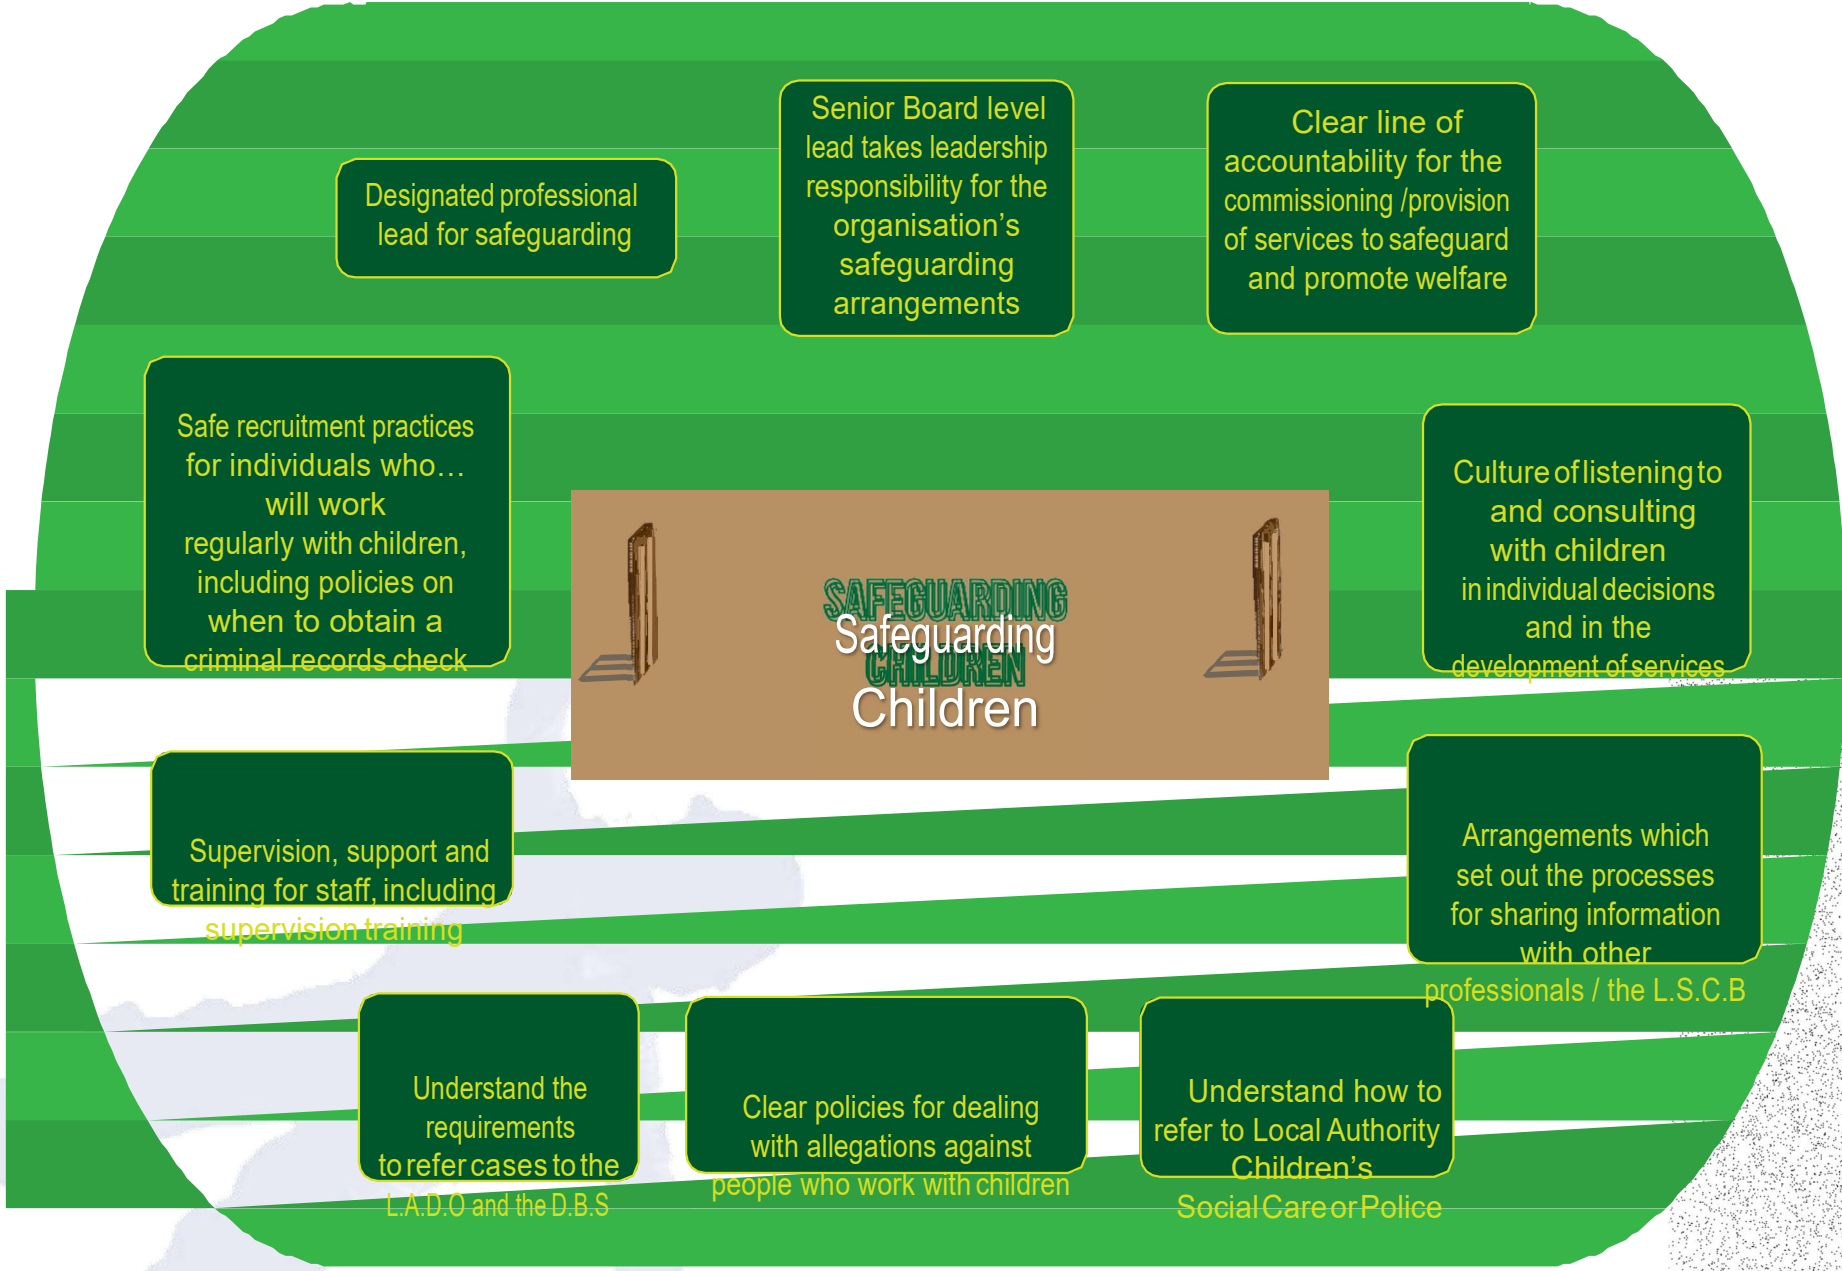 Designated professional
lead for safeguarding
Senior Board level
lead takes leadership
responsibility for the
organisation's
safeguarding
arrangements
Clear line of
accountability for the
commissioning /provision
of services to safeguard
and promote welfare
Safe recruitment practices
for individuals who…
will work
regularly with children,
including policies on
when to obtain a
criminal records check
SAFEGUARDING
Safeguarding
CHILDREN
Children
Culture of listening to
and consulting
with children
in individual decisions
and in the
development of services
Supervision, support and
training for staff, including
supervision training
Arrangements which
set out the processes
for sharing information
with other
professionals / the L.S.C.B
Understand the
requirements
to refer cases to the
L.A.D.O and the D.B.S
Clear policies for dealing
with allegations against
people who work with children
Understand how to
refer to Local Authority
Children's
Social Care or Police